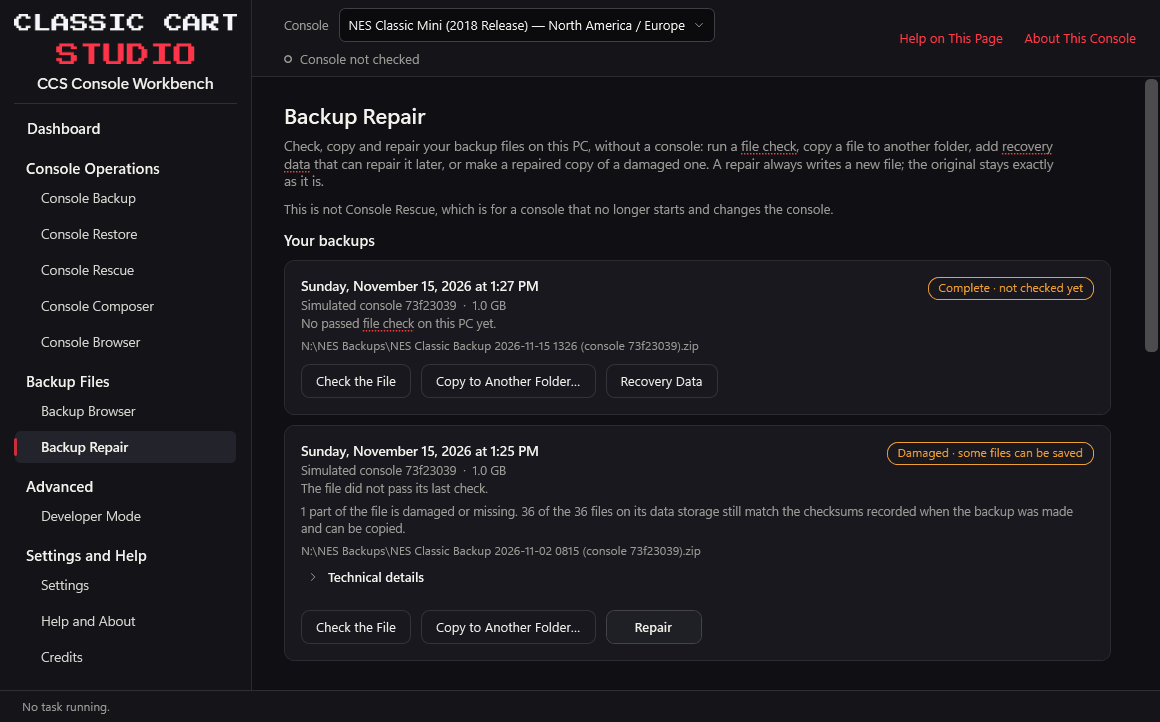 CLASSIC CART
STUDIO
CCS Console Workbench
Dashboard
Console Operations
Console Backup
Console Restore
Console Rescue
Console Composer
Console Browser
Backup Files
Backup Browser
Backup Repair
Advanced
Developer Mode
Settings and Help
Settings
Help and About
Credits
Console
NES Classic Mini (2018 Release) — North America / Europe
Console not checked
Help on This Page
About This Console
Backup Repair
Check, copy and repair your backup files on this PC, without a console: run a file check, copy a file to another folder, add recovery
data that can repair it later, or make a repaired copy of a damaged one. A repair always writes a new file; the original stays exactly
as it is.
This is not Console Rescue, which is for a console that no longer starts and changes the console.
Your backups
Sunday, November 15, 2026 at 1:27 PM
Complete · not checked yet
Simulated console 73f23039 · 1.0 GB
No passed file check on this PC yet.
N:\NES Backups\NES Classic Backup 2026-11-15 1326 (console 73f23039).zip
Check the File
Copy to Another Folder...
Recovery Data
Sunday, November 15, 2026 at 1:25 PM
Damaged · some files can be saved
Simulated console 73f23039 · 1.0 GB
The file did not pass its last check.
1 part of the file is damaged or missing. 36 of the 36 files on its data storage still match the checksums recorded when the backup was made
and can be copied.
N:\NES Backups\NES Classic Backup 2026-11-02 0815 (console 73f23039).zip
Technical details
Check the File
Copy to Another Folder...
Repair
No task running.